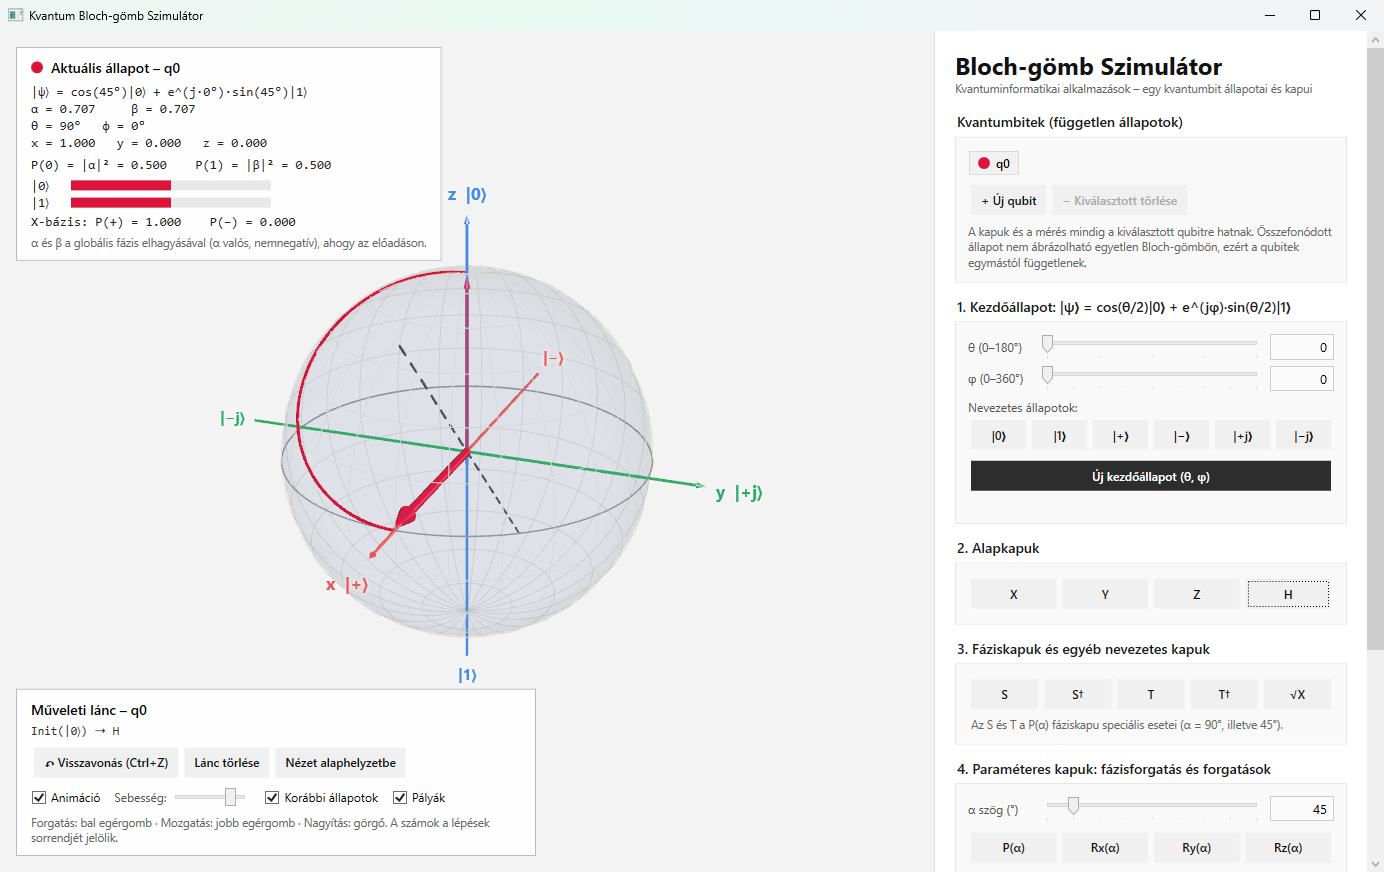 Kvantum Bloch-gömb Szimulátor
Aktuális állapot – q0
|ψ⟩ = cos(45°)|0⟩ + e^(j·0°)·sin(45°)|1⟩
α = 0.707 β = 0.707
θ = 90° ϕ = 0°
x = 1.000 y = 0.000 z = 0.000
P(0) = |α|² = 0.500 P(1) = |β|² = 0.500
|0⟩
|1⟩
X-bázis: P(+) = 1.000 P(−) = 0.000
α és β a globális fázis elhagyásával (α valós, nemnegatív), ahogy az előadáson.
z |0⟩
|−⟩
|−j⟩
y |+j⟩
x |+⟩
|1⟩
Műveleti lánc – q0
Init(|0⟩) → H
↶ Visszavonás (Ctrl+Z)
Lánc törlése
Nézet alaphelyzetbe
Animáció
Sebesség:
Korábbi állapotok
Pályák
Forgatás: bal egérgomb · Mozgatás: jobb egérgomb · Nagyítás: görgő. A számok a lépések
sorrendjét jelölik.
Bloch-gömb Szimulátor
Kvantuminformatikai alkalmazások – egy kvantumbit állapotai és kapui
Kvantumbitek (független állapotok)
q0
+ Új qubit
− Kiválasztott törlése
A kapuk és a mérés mindig a kiválasztott qubitre hatnak. Összefonódott
állapot nem ábrázolható egyetlen Bloch-gömbön, ezért a qubitek
egymástól függetlenek.
1. Kezdőállapot: |ψ⟩ = cos(θ/2)|0⟩ + e^(jφ)·sin(θ/2)|1⟩
θ (0–180°)
0
φ (0–360°)
0
Nevezetes állapotok:
|0⟩
|1⟩
|+⟩
|−⟩
|+j⟩
|−j⟩
Új kezdőállapot (θ, φ)
2. Alapkapuk
X
Y
Z
H
3. Fáziskapuk és egyéb nevezetes kapuk
S
S†
T
T†
√X
Az S és T a P(α) fáziskapu speciális esetei (α = 90°, illetve 45°).
4. Paraméteres kapuk: fázisforgatás és forgatások
α szög (°)
45
P(α)
Rx(α)
Ry(α)
Rz(α)